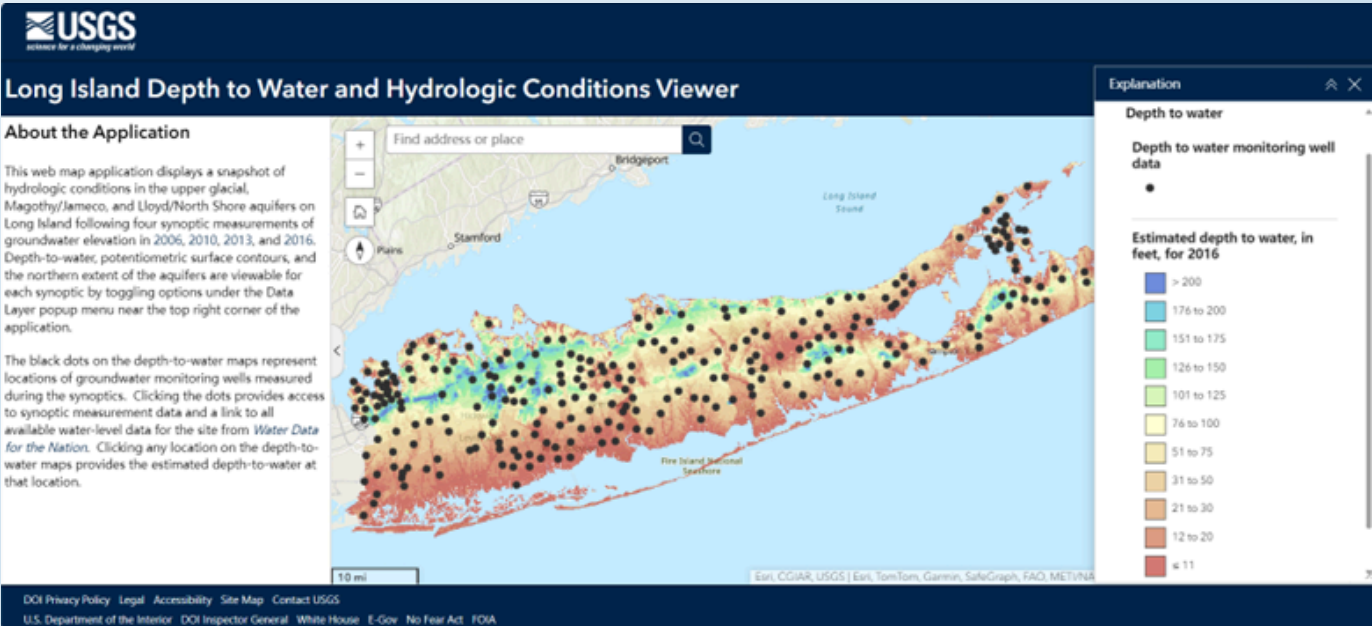 USGS
science for a changing world
Long Island Depth to Water and Hydrologic Conditions Viewer
About the Application
This web map application displays a snapshot of
hydrologic conditions in the upper glacial,
Magothy/Jameco, and Lloyd/North Shore aquifers on
Long Island following four synoptic measurements of
groundwater elevation in 2006, 2010, 2013, and 2016.
Depth-to-water, potentiometric surface contours, and
the northern extent of the aquifers are viewable for
each synoptic by toggling options under the Data
Layer popup menu near the top right corner of the
application.
The black dots on the depth-to-water maps represent
locations of groundwater monitoring wells measured
during the synoptics. Clicking the dots provides access
to synoptic measurement data and a link to all
available water-level data for the site from Water Data
for the Nation. Clicking any location on the depth-to-
water maps provides the estimated depth-to-water at
that location.
+
Find address or place
−
Bridgeport
Long Island
Sound
Stamford
Plains
Fire Island National
Seashore
10 mi
Esri, CGIAR, USGS | Esri, TomTom, Garmin, SafeGraph, FAO, METI/NA
Explanation
Depth to water
Depth to water monitoring well
data
Estimated depth to water, in
feet, for 2016
> 200
176 to 200
151 to 175
126 to 150
101 to 125
76 to 100
51 to 75
31 to 50
21 to 30
12 to 20
≤ 11
DOI Privacy Policy Legal Accessibility Site Map Contact USGS
U.S. Department of the Interior DOI Inspector General White House E-Gov No Fear Act FOIA